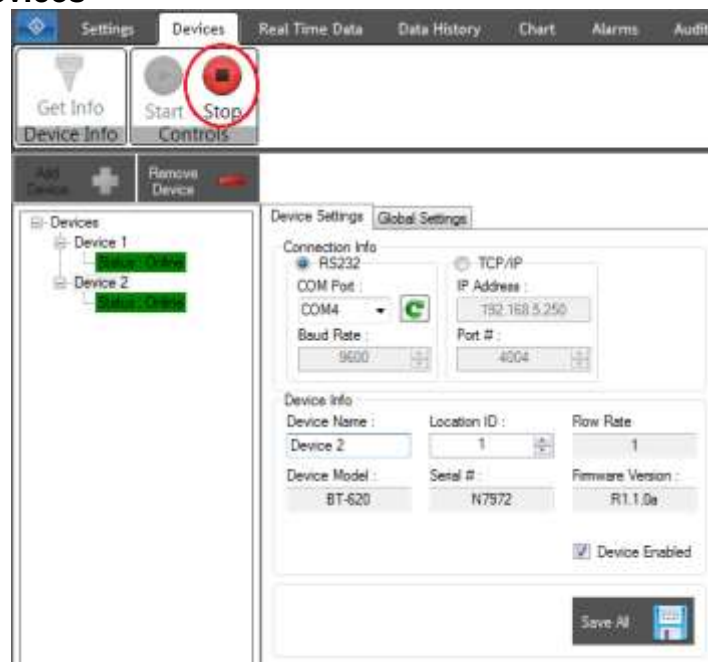 Settings Devices Real Time Data Data History Chart Alarms Audit
Get Info Start Stop
Device Info Controls
Add Device Remove Device
Devices
Device 1
Status : Online
Device 2
Status : Online
Device Settings Global Settings
Connection Info
RS232 TCP/IP
COM Port : IP Address :
COM4 192.168.5.250
Baud Rate : Port # :
9600 4004
Device Info
Device Name : Location ID : Flow Rate
Device 2 1 1
Device Model : Serial # : Firmware Version :
BT-620 N7972 R1.1.0a
Device Enabled
Save All